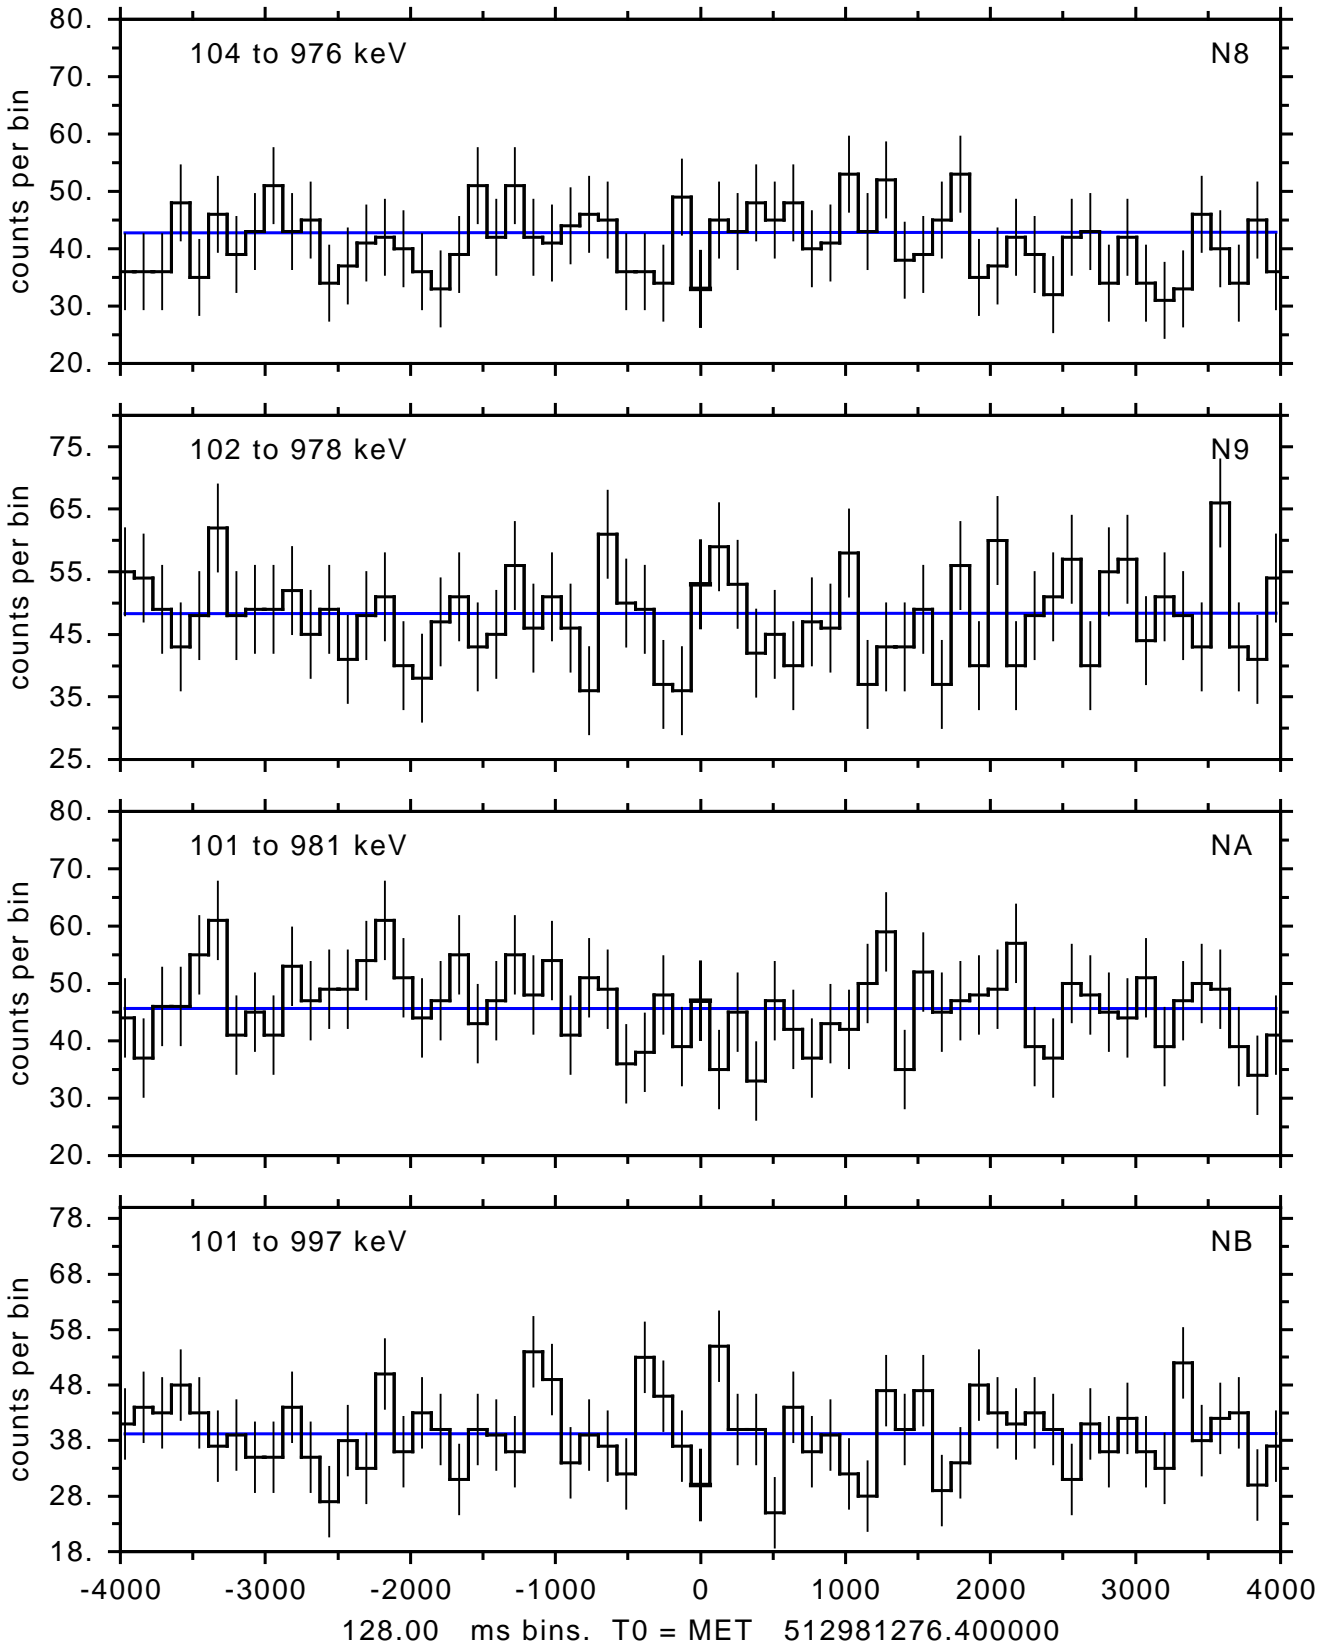 80.
104 to 976 keV N8
70.
60.
50.
40.
30.
20.
counts per bin
75.
102 to 978 keV N9
65.
55.
45.
35.
25.
counts per bin
80.
101 to 981 keV NA
70.
60.
50.
40.
30.
20.
counts per bin
78.
101 to 997 keV NB
68.
58.
48.
38.
28.
18.
counts per bin
-4000 -3000 -2000 -1000 0 1000 2000 3000 4000
128.00 ms bins. T0 = MET 512981276.400000